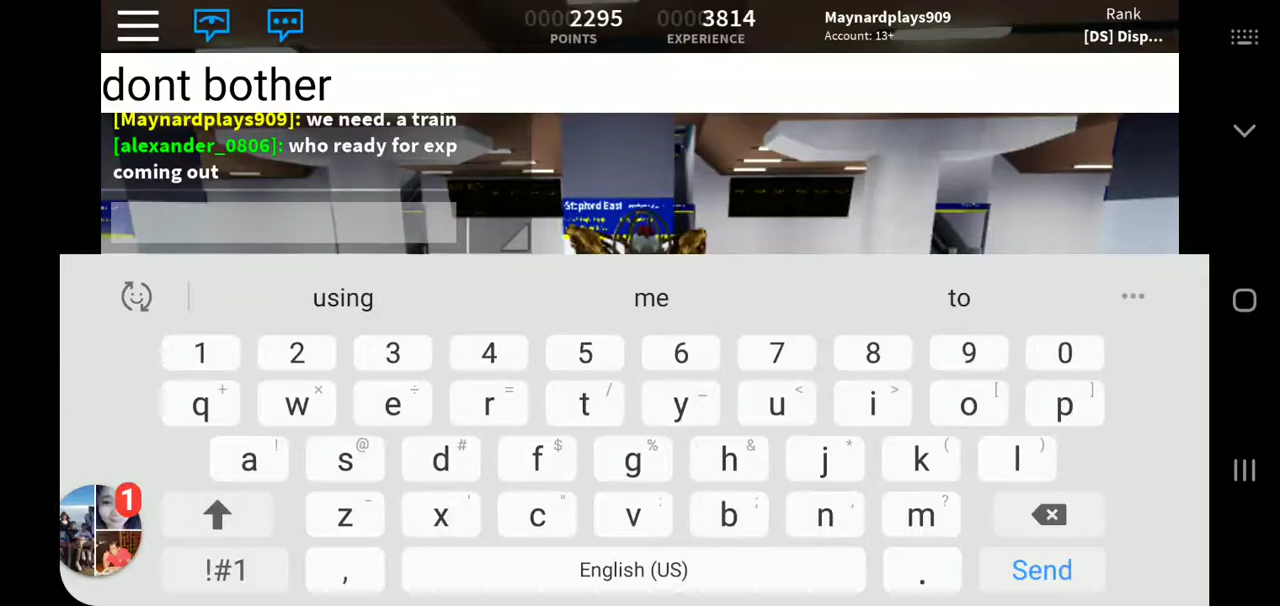 00002295
POINTS
00003814
EXPERIENCE
Maynardplays909
Account: 13+
Rank
[DS] Disp...
dont bother
[Maynardplays909]: we need. a train
[alexander_0806]: who ready for exp
coming out
Stepford East
using me to
1 2 3 4 5 6 7 8 9 0
q + w × e ÷ r = t / y _ u < i > o [ p ]
a ! s @ d # f $ g % h & j * k ( l )
z - x ' c " v : b ; n , m ?
!#1 , English (US) . Send
1